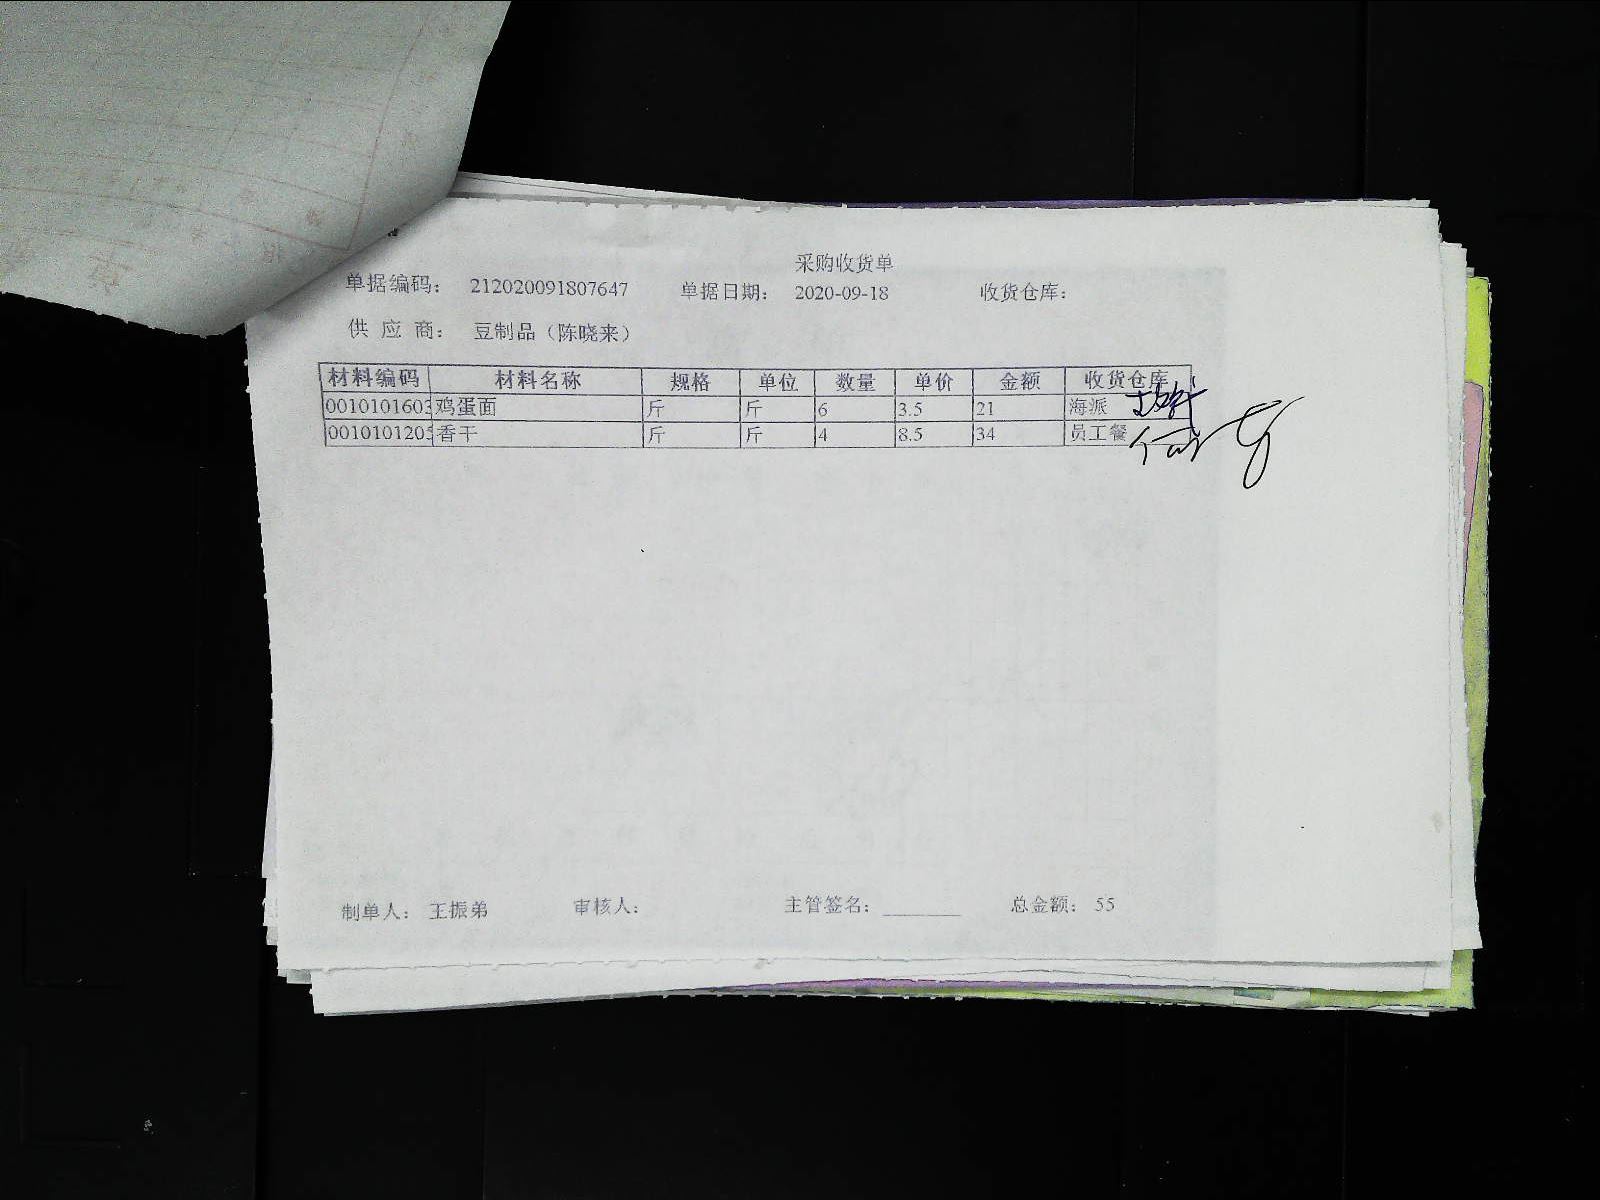 采购收货单
单据编码： 212020091807647 单据日期： 2020-09-18 收货仓库：
供 应 商： 豆制品（陈晓来）
材料编码 材料名称 规格 单位 数量 单价 金额 收货仓库
0010101603 鸡蛋面 斤 斤 6 3.5 21 海派
0010101205 香干 斤 斤 4 8.5 34 员工餐
制单人： 王振弟 审核人： 主管签名： ________ 总金额： 55